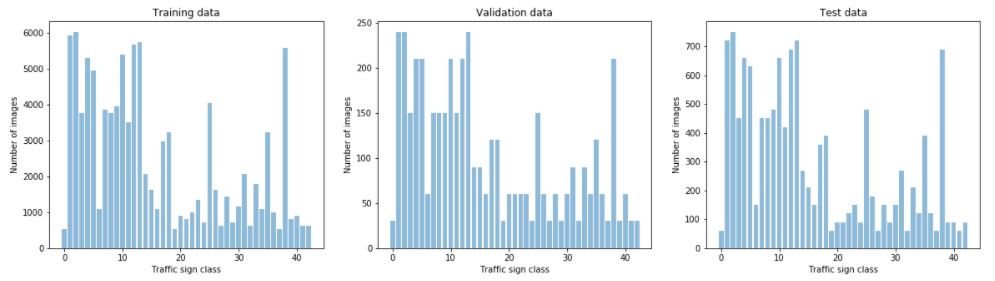 Training data
Number of images
6000
5000
4000
3000
2000
1000
0
0 10 20 30 40
Traffic sign class
Validation data
Number of images
250
200
150
100
50
0
0 10 20 30 40
Traffic sign class
Test data
Number of images
700
600
500
400
300
200
100
0
0 10 20 30 40
Traffic sign class